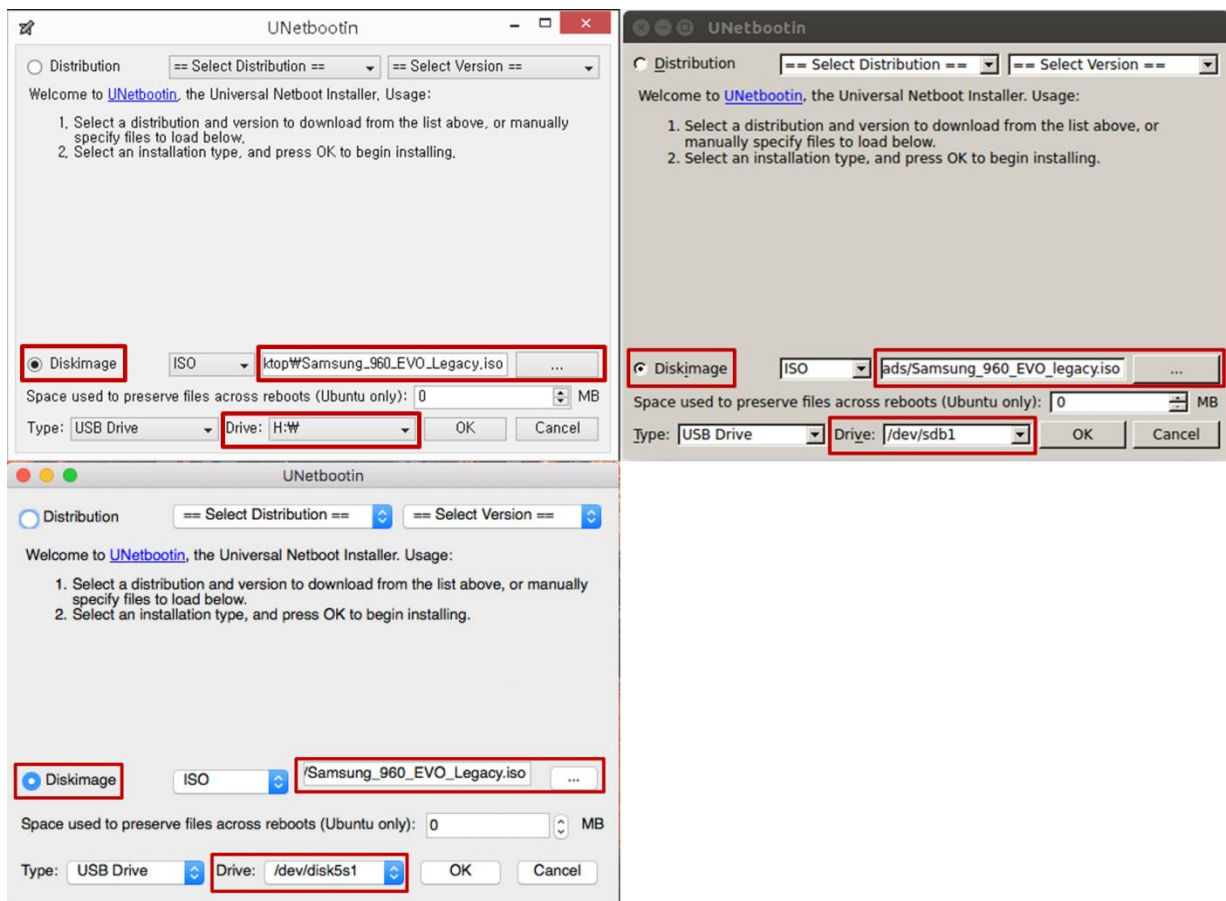 UNetbootin
Distribution == Select Distribution == == Select Version ==
Welcome to UNetbootin, the Universal Netboot Installer. Usage:
1. Select a distribution and version to download from the list above, or manually
specify files to load below.
2. Select an installation type, and press OK to begin installing.
Diskimage ISO ktop₩Samsung_960_EVO_Legacy.iso ...
Space used to preserve files across reboots (Ubuntu only): 0 MB
Type: USB Drive Drive: H:₩ OK Cancel
UNetbootin
Distribution == Select Distribution == == Select Version ==
Welcome to UNetbootin, the Universal Netboot Installer. Usage:
1. Select a distribution and version to download from the list above, or
manually specify files to load below.
2. Select an installation type, and press OK to begin installing.
Diskimage ISO ads/Samsung_960_EVO_legacy.iso ...
Space used to preserve files across reboots (Ubuntu only): 0 MB
Type: USB Drive Drive: /dev/sdb1 OK Cancel
UNetbootin
Distribution == Select Distribution == == Select Version ==
Welcome to UNetbootin, the Universal Netboot Installer. Usage:
1. Select a distribution and version to download from the list above, or manually
specify files to load below.
2. Select an installation type, and press OK to begin installing.
Diskimage ISO /Samsung_960_EVO_Legacy.iso ...
Space used to preserve files across reboots (Ubuntu only): 0 MB
Type: USB Drive Drive: /dev/disk5s1 OK Cancel